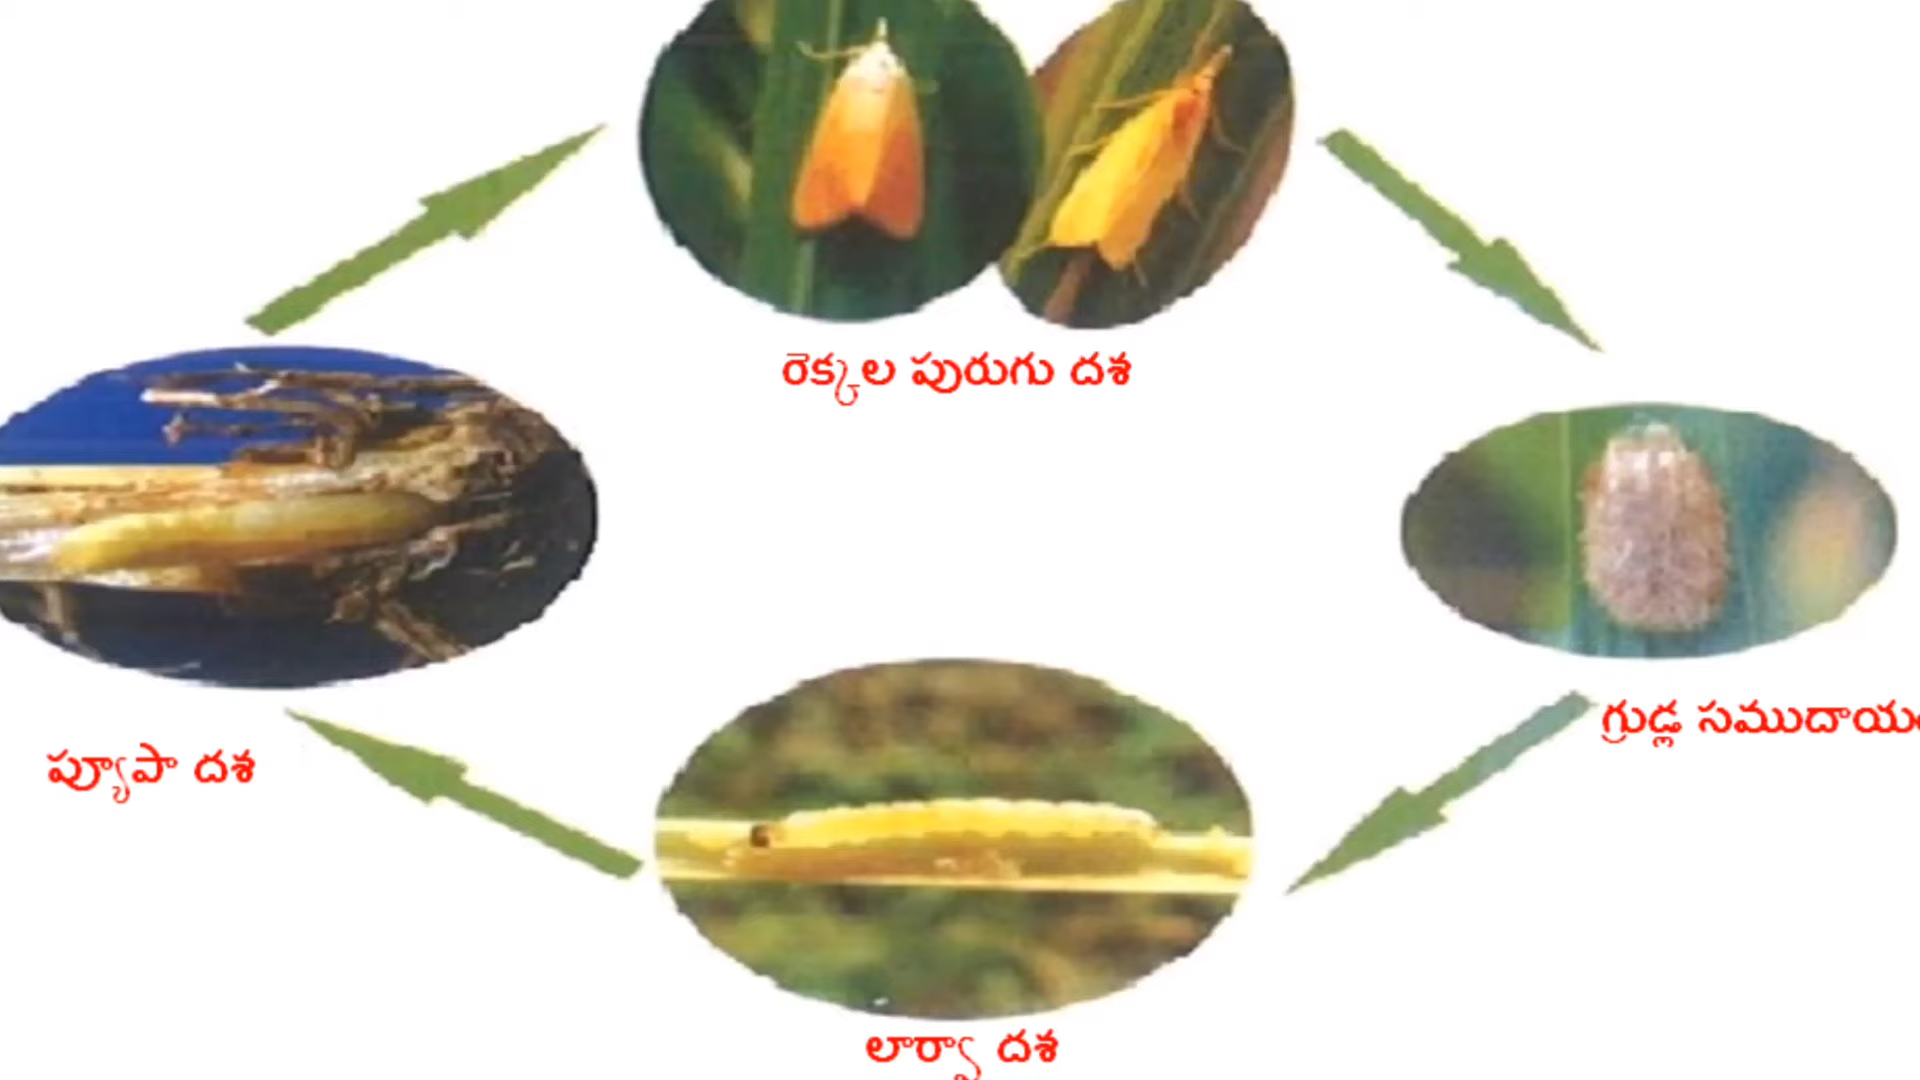 రెక్కల పురుగు దశ
గ్రుడ్ల సముదాయం
ప్యూపా దశ
లార్వా దశ